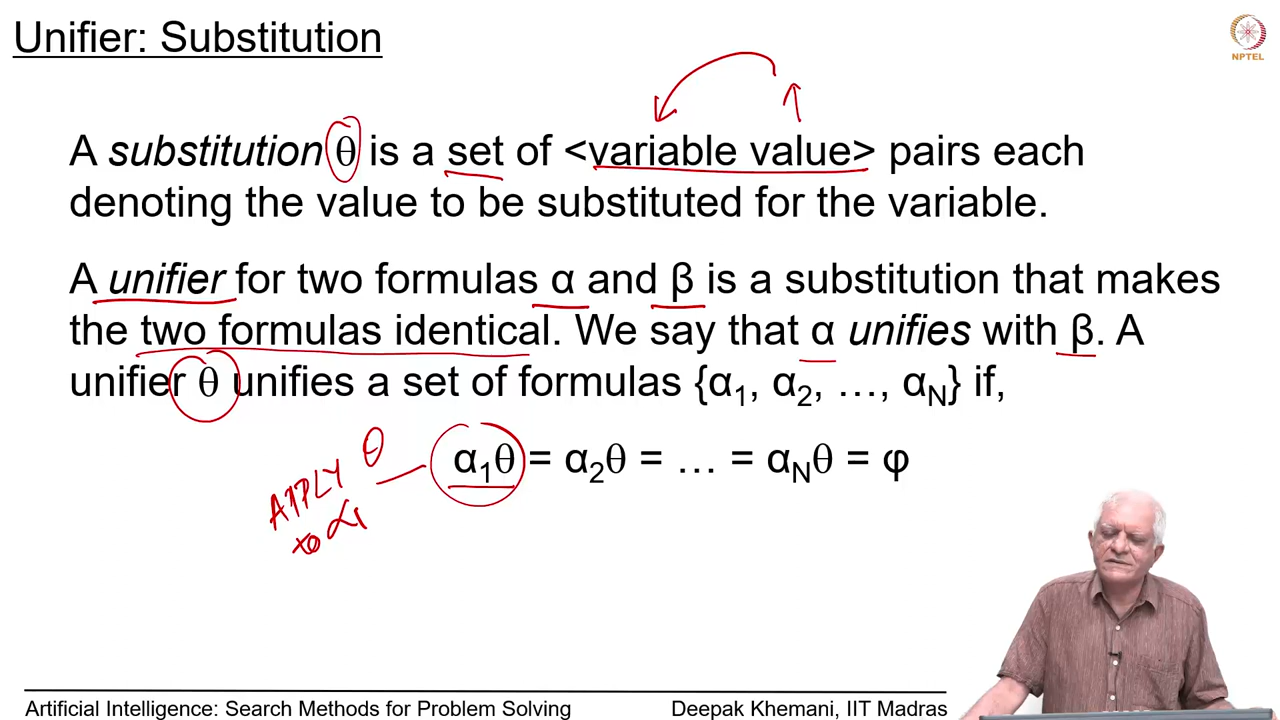 Unifier: Substitution
NPTEL
A substitution θ is a set of <variable value> pairs each
denoting the value to be substituted for the variable.
A unifier for two formulas α and β is a substitution that makes
the two formulas identical. We say that α unifies with β. A
unifier θ unifies a set of formulas {α₁, α₂, …, α_N} if,
α₁θ = α₂θ = … = α_Nθ = φ
APPLY θ
to α₁
Artificial Intelligence: Search Methods for Problem Solving
Deepak Khemani, IIT Madras